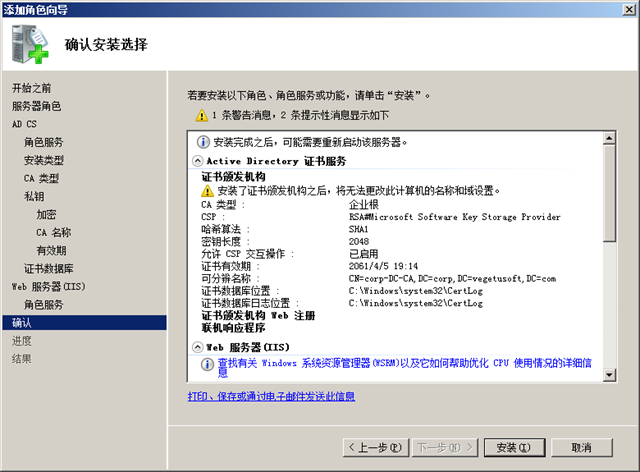 添加角色向导
确认安装选择
开始之前
服务器角色
AD CS
角色服务
安装类型
CA 类型
私钥
加密
CA 名称
有效期
证书数据库
Web 服务器(IIS)
角色服务
确认
进度
结果
若要安装以下角色、角色服务或功能，请单击“安装”。
1 条警告消息，2 条提示性消息显示如下
安装完成之后，可能需要重新启动该服务器。
Active Directory 证书服务
证书颁发机构
安装了证书颁发机构之后，将无法更改此计算机的名称和域设置。
CA 类型 : 企业根
CSP : RSA#Microsoft Software Key Storage Provider
哈希算法 : SHA1
密钥长度 : 2048
允许 CSP 交互操作 : 已启用
证书有效期 : 2061/4/5 19:14
可分辨名称 : CN=corp-DC-CA,DC=corp,DC=vegetusoft,DC=com
证书数据库位置 : C:\Windows\system32\CertLog
证书数据库日志位置 : C:\Windows\system32\CertLog
证书颁发机构 Web 注册
联机响应程序
Web 服务器(IIS)
查找有关 Windows 系统资源管理器(WSRM)以及它如何帮助优化 CPU 使用情况的详细信
息
打印、保存或通过电子邮件发送此信息
< 上一步(P) 下一步(N) > 安装(I) 取消